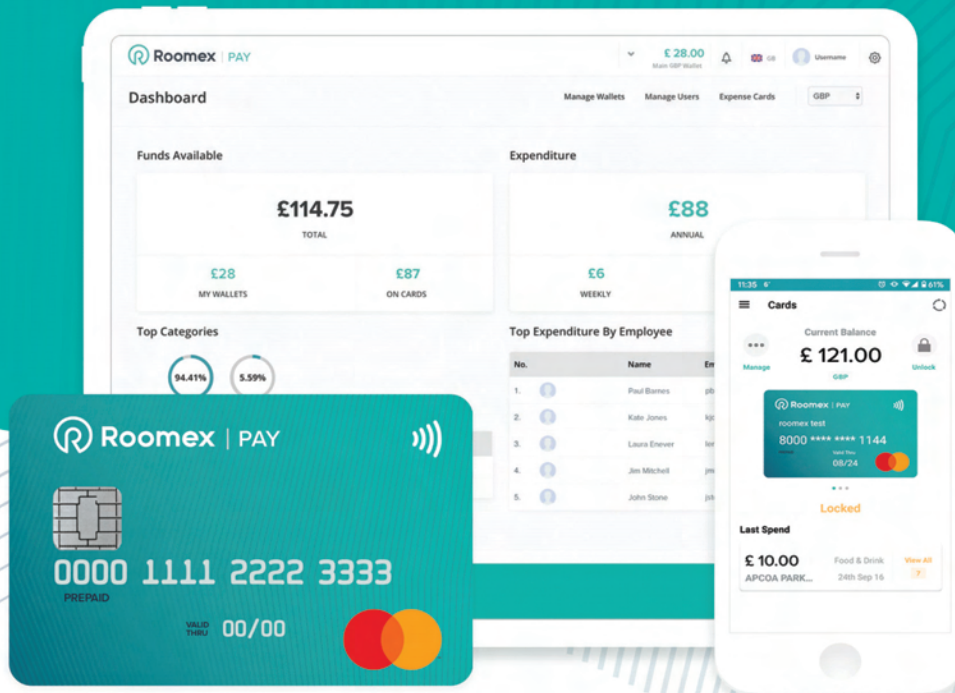 Roomex | PAY
£ 28.00
Main GBP Wallet
GB
Username
Dashboard
Manage Wallets
Manage Users
Expense Cards
GBP
Funds Available
£114.75
TOTAL
£28
MY WALLETS
£87
ON CARDS
Expenditure
£88
ANNUAL
£6
WEEKLY
Top Categories
94.41%
5.59%
Top Expenditure By Employee
No.
Name
1.
Paul Barnes
2.
Kate Jones
3.
Laura Enever
4.
Jim Mitchell
5.
John Stone
Roomex | PAY
0000 1111 2222 3333
PREPAID
VALID
THRU
00/00
11:35
61%
Cards
Current Balance
£ 121.00
GBP
Manage
Unlock
Roomex | PAY
roomex test
8000 **** **** 1144
Valid Thru
08/24
Locked
Last Spend
£ 10.00
Food & Drink
View All
APCOA PARK...
24th Sep 16
7